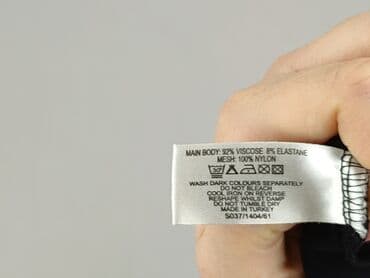 MAIN BODY: 92% VISCOSE 8% ELASTANE
MESH: 100% NYLON
30°
WASH DARK COLOURS SEPARATELY
DO NOT BLEACH
COOL IRON ON REVERSE
RESHAPE WHILST DAMP
DO NOT TUMBLE DRY
MADE IN TURKEY
S037/1404/61